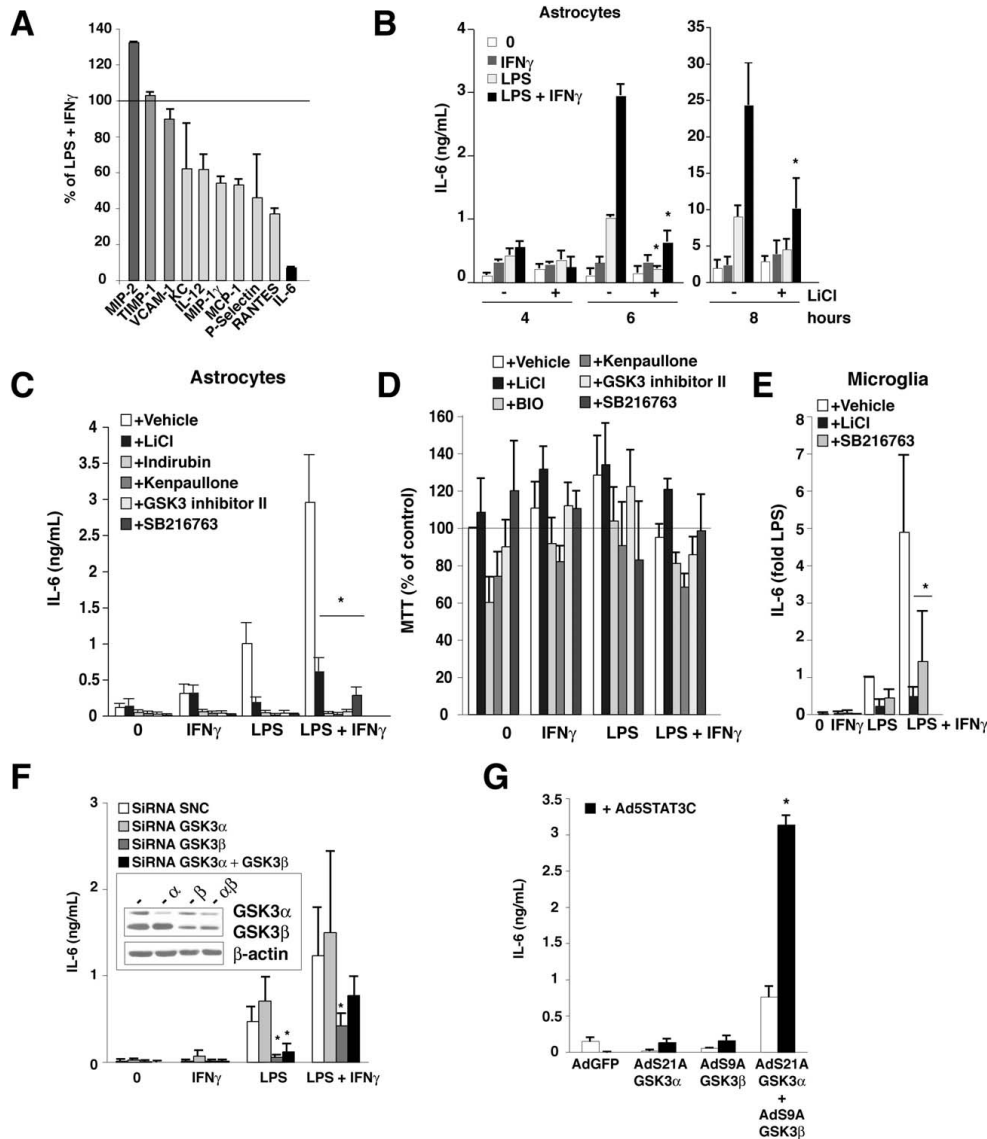 A
% of LPS + IFNγ
140
120
100
80
60
40
20
0
MIP-2
TIMP-1
VCAM-1
KC
IL-12
MIP-1γ
MCP-1
P-Selectin
RANTES
IL-6
B
Astrocytes
0
IFNγ
LPS
LPS + IFNγ
IL-6 (ng/mL)
4
3
2
1
0
35
30
25
20
15
10
5
0
* * *
- + - + - + LiCl
4 6 8 hours
C
Astrocytes
+Vehicle
+LiCl
+Indirubin
+Kenpaullone
+GSK3 inhibitor II
+SB216763
IL-6 (ng/mL)
4
3.5
3
2.5
2
1.5
1
0.5
0
*
0 IFNγ LPS LPS + IFNγ
D
+Vehicle
+LiCl
+BIO
+Kenpaullone
+GSK3 inhibitor II
+SB216763
MTT (% of control)
160
140
120
100
80
60
40
20
0
0 IFNγ LPS LPS + IFNγ
E
Microglia
+Vehicle
+LiCl
+SB216763
IL-6 (fold LPS)
8
7
6
5
4
3
2
1
0
*
0 IFNγ LPS LPS + IFNγ
F
SiRNA SNC
SiRNA GSK3α
SiRNA GSK3β
SiRNA GSK3α + GSK3β
- α - β - αβ
GSK3α
GSK3β
β-actin
IL-6 (ng/mL)
3
2
1
0
* * *
0 IFNγ LPS LPS + IFNγ
G
+ Ad5STAT3C
IL-6 (ng/mL)
3.5
3
2.5
2
1.5
1
0.5
0
*
AdGFP
AdS21A
GSK3α
AdS9A
GSK3β
AdS21A
GSK3α
+
AdS9A
GSK3β